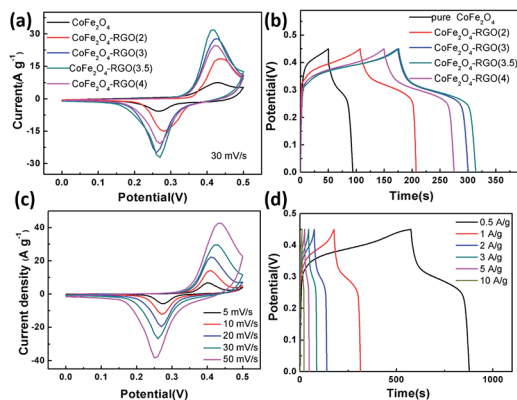 (a)
CoFe₂O₄
CoFe₂O₄-RGO(2)
CoFe₂O₄-RGO(3)
CoFe₂O₄-RGO(3.5)
CoFe₂O₄-RGO(4)
30 mV/s
Current(A g⁻¹)
30
15
0
-15
-30
0.0 0.1 0.2 0.3 0.4 0.5
Potential(V)
(b)
pure CoFe₂O₄
CoFe₂O₄-RGO(2)
CoFe₂O₄-RGO(3)
CoFe₂O₄-RGO(3.5)
CoFe₂O₄-RGO(4)
Potential(V)
0.6
0.5
0.4
0.3
0.2
0.1
0.0
0 50 100 150 200 250 300 350 400
Time(s)
(c)
5 mV/s
10 mV/s
20 mV/s
30 mV/s
50 mV/s
Current density (A g⁻¹)
40
20
0
-20
-40
0.0 0.1 0.2 0.3 0.4 0.5
Potential(V)
(d)
0.5 A/g
1 A/g
2 A/g
3 A/g
5 A/g
10 A/g
Potential(V)
0.5
0.4
0.3
0.2
0.1
0.0
0 500 1000
Time(s)